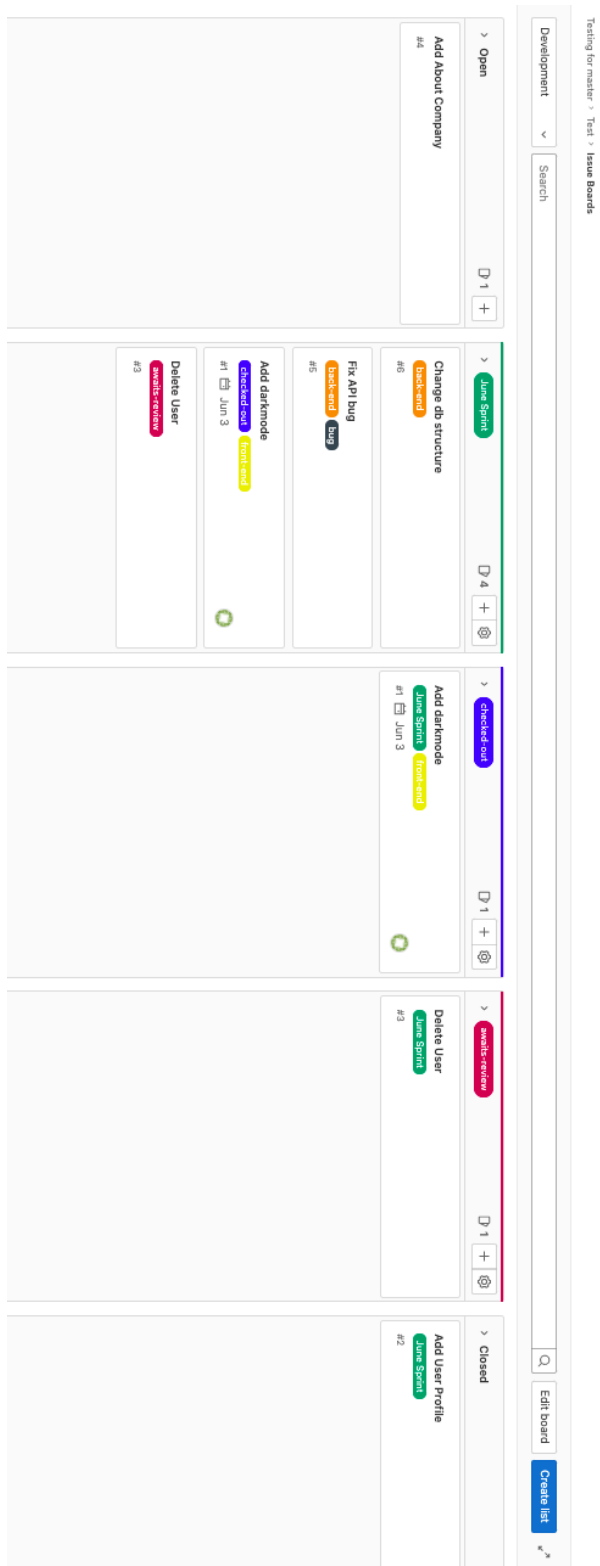 Testing for master > Test > Issue Boards
Development
Search
Edit board
Create list
Open
1
Add About Company
#4
June Sprint
4
Change db structure
back-end
#6
Fix API bug
back-end bug
#5
Add darkmode
checked-out front-end
#1 Jun 3
Delete User
awaits-review
#3
checked-out
1
Add darkmode
June Sprint front-end
#1 Jun 3
awaits-review
1
Delete User
June Sprint
#3
Closed
Add User Profile
June Sprint
#2